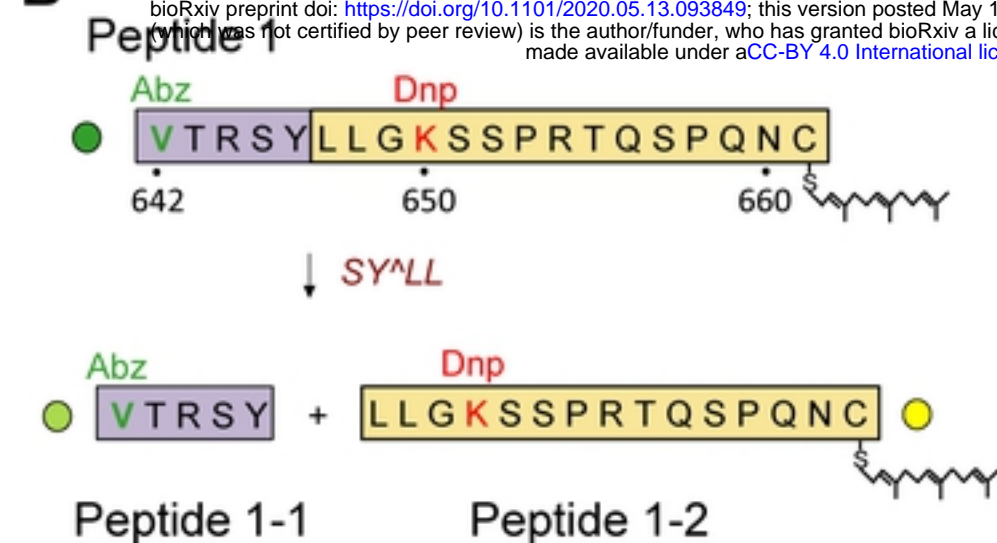 bioRxiv preprint doi: https://doi.org/10.1101/2020.05.13.093849; this version posted May 1
(which was not certified by peer review) is the author/funder, who has granted bioRxiv a lic
made available under aCC-BY 4.0 International lic
Peptide 1
Abz Dnp
VTRSYLLGKSSPRTQSPQNC
642 650 660
S
SY^LL
Abz Dnp
VTRSY + LLGKSSPRTQSPQNC
S
Peptide 1-1 Peptide 1-2